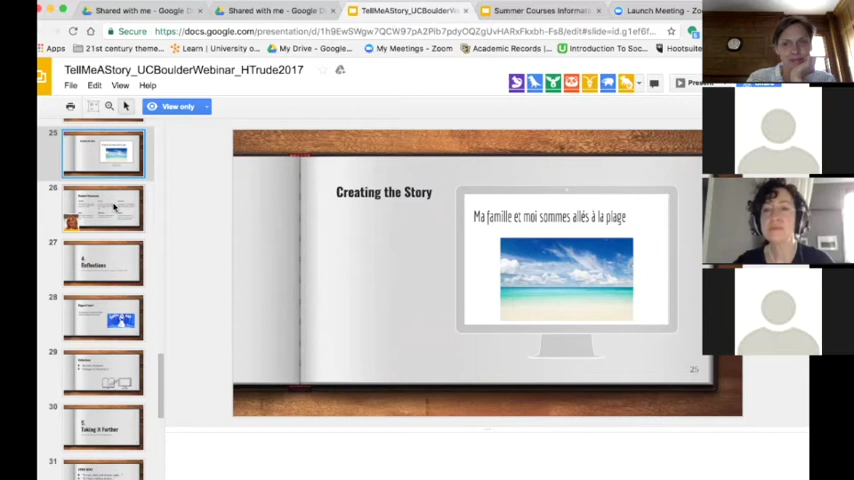 Shared with me - Google D
Shared with me - Google D
TellMeAStory_UCBoulderWe
Summer Courses Informat
Launch Meeting - Z
Secure
https://docs.google.com/presentation/d/1h9EwSWgw7QCW97pA2Pib7pdyOQZgUvHARxFkxbh-Fs8/edit#slide=id.g1ef6f...
Apps
21st century theme...
Learn | University o
My Drive - Google...
My Meetings - Zoom
Academic Records |...
Introduction To Soc
Hootsuite
TellMeAStory_UCBoulderWebinar_HTrude2017
File Edit View Help
View only
25
26
27
4.
Reflections
28
29
30
5.
Taking it Further
31
Creating the Story
Ma famille et moi sommes allés à la plage
25